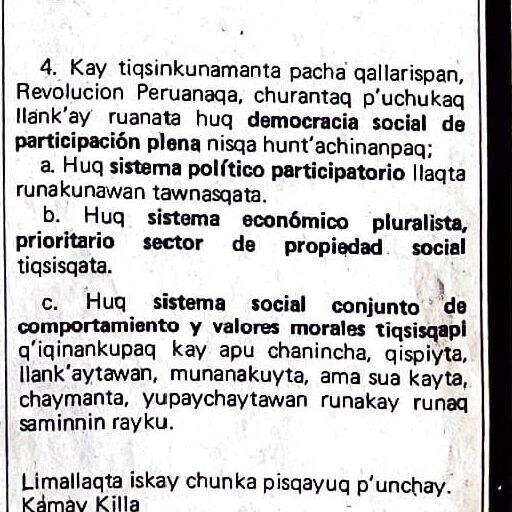 4. Kay tiqsinkunamanta pacha qallarispan,
Revolucion Peruanaqa, churantaq p'uchukaq
llank'ay ruanata huq democracia social de
participación plena nisqa hunt'achinanpaq;
a. Huq sistema político participatorio llaqta
runakunawan tawnasqata.
b. Huq sistema económico pluralista,
prioritario sector de propiedad social
tiqsisqata.
c. Huq sistema social conjunto de
comportamiento y valores morales tiqsisqapi
q'iqinankupaq kay apu chanincha, qispiyta,
llank'aytawan, munanakuyta, ama sua kayta,
chaymanta, yupaychaytawan runakay runaq
saminnin rayku.
Limallaqta iskay chunka pisqayuq p'unchay.
Kámay Killa